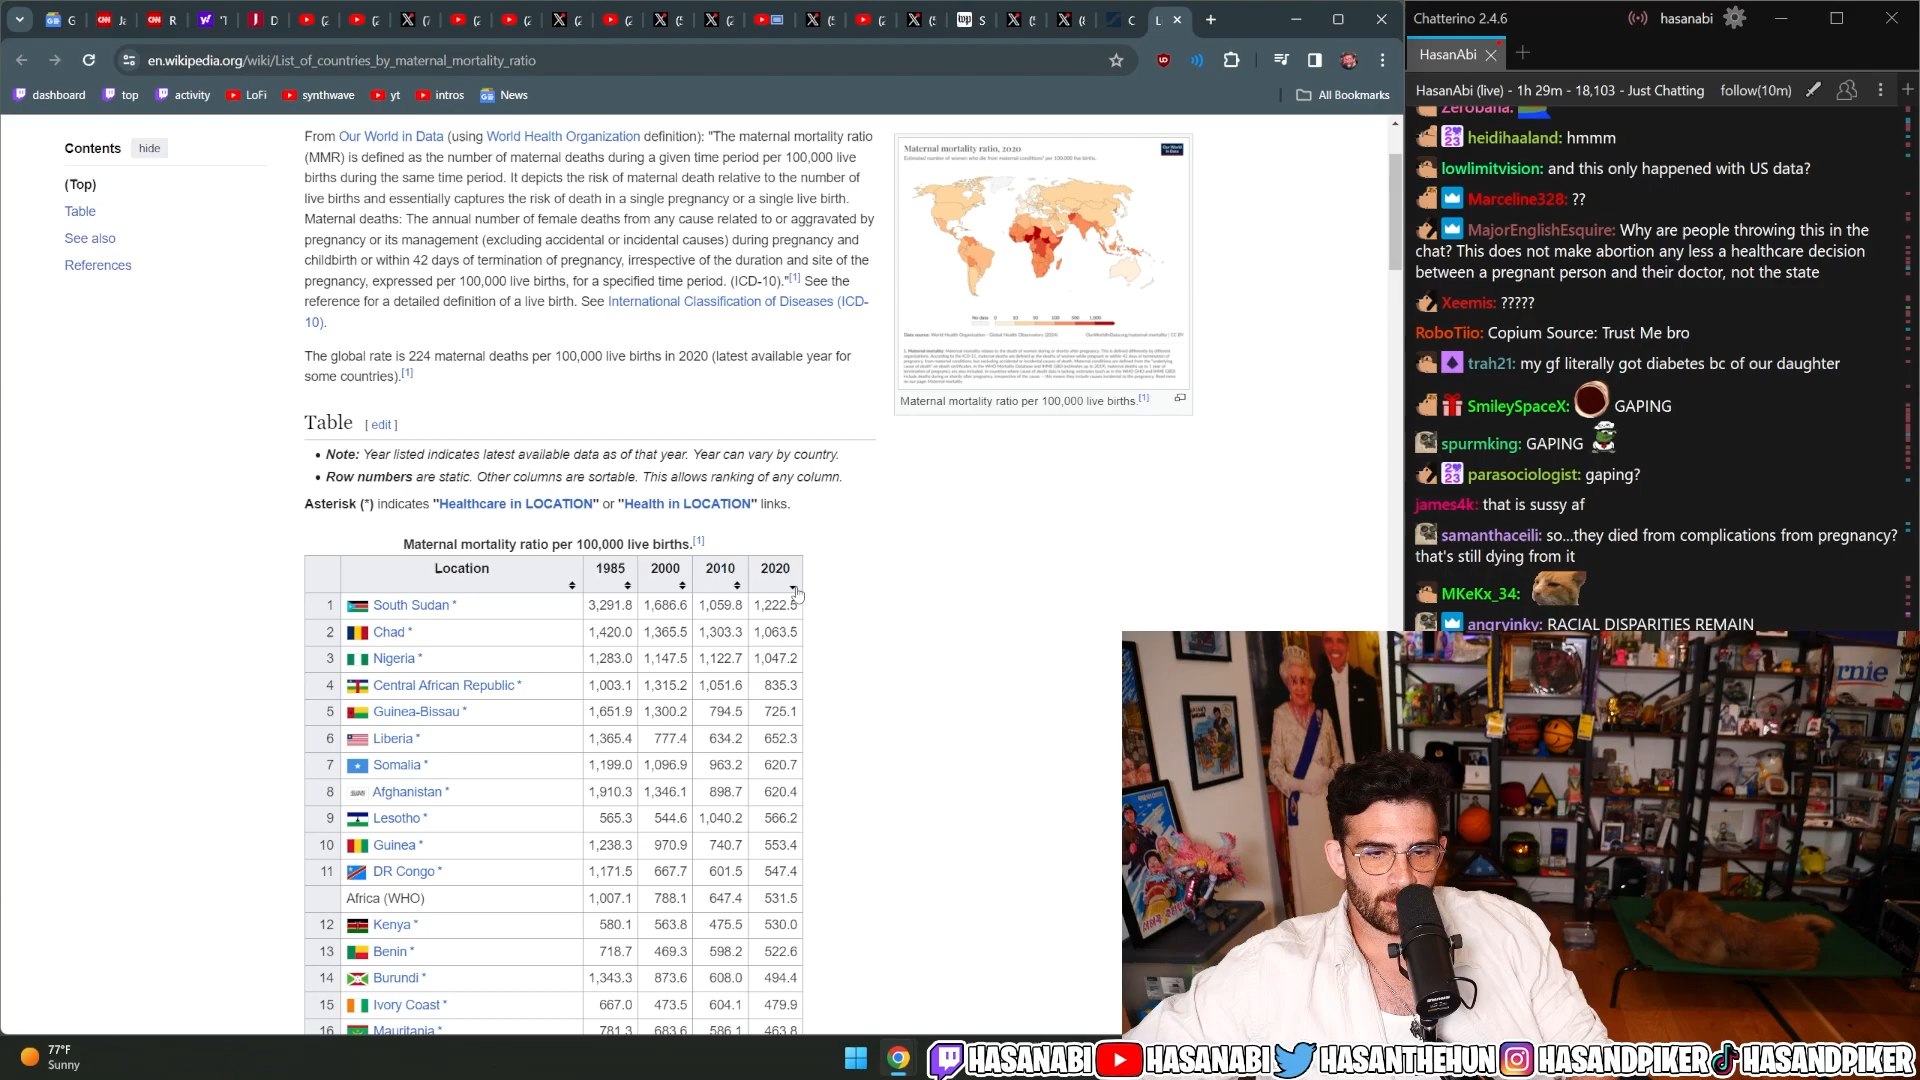 en.wikipedia.org/wiki/List_of_countries_by_maternal_mortality_ratio
dashboard top activity LoFi synthwave yt intros News
All Bookmarks
Contents hide
(Top)
Table
See also
References
From Our World in Data (using World Health Organization definition): "The maternal mortality ratio
(MMR) is defined as the number of maternal deaths during a given time period per 100,000 live
births during the same time period. It depicts the risk of maternal death relative to the number of
live births and essentially captures the risk of death in a single pregnancy or a single live birth.
Maternal deaths: The annual number of female deaths from any cause related to or aggravated by
pregnancy or its management (excluding accidental or incidental causes) during pregnancy and
childbirth or within 42 days of termination of pregnancy, irrespective of the duration and site of the
pregnancy, expressed per 100,000 live births, for a specified time period. (ICD-10)."[1] See the
reference for a detailed definition of a live birth. See International Classification of Diseases (ICD-
10).
The global rate is 224 maternal deaths per 100,000 live births in 2020 (latest available year for
some countries).[1]
Maternal mortality ratio, 2020
Maternal mortality ratio per 100,000 live births.[1]
Table [ edit ]
• Note: Year listed indicates latest available data as of that year. Year can vary by country.
• Row numbers are static. Other columns are sortable. This allows ranking of any column.
Asterisk (*) indicates "Healthcare in LOCATION" or "Health in LOCATION" links.
Maternal mortality ratio per 100,000 live births.[1]
Location 1985 2000 2010 2020
1 South Sudan * 3,291.8 1,686.6 1,059.8 1,222.5
2 Chad * 1,420.0 1,365.5 1,303.3 1,063.5
3 Nigeria * 1,283.0 1,147.5 1,122.7 1,047.2
4 Central African Republic * 1,003.1 1,315.2 1,051.6 835.3
5 Guinea-Bissau * 1,651.9 1,300.2 794.5 725.1
6 Liberia * 1,365.4 777.4 634.2 652.3
7 Somalia * 1,199.0 1,096.9 963.2 620.7
8 Afghanistan * 1,910.3 1,346.1 898.7 620.4
9 Lesotho * 565.3 544.6 1,040.2 566.2
10 Guinea * 1,238.3 970.9 740.7 553.4
11 DR Congo * 1,171.5 667.7 601.5 547.4
Africa (WHO) 1,007.1 788.1 647.4 531.5
12 Kenya * 580.1 563.8 475.5 530.0
13 Benin * 718.7 469.3 598.2 522.6
14 Burundi * 1,343.3 873.6 608.0 494.4
15 Ivory Coast * 667.0 473.5 604.1 479.9
16 Mauritania * 781.3 683.6 586.1 463.8
77°F
Sunny
Chatterino 2.4.6 hasanabi
HasanAbi
HasanAbi (live) - 1h 29m - 18,103 - Just Chatting follow(10m)
Zerobana:
heidihaaland: hmmm
lowlimitvision: and this only happened with US data?
Marceline328: ??
MajorEnglishEsquire: Why are people throwing this in the
chat? This does not make abortion any less a healthcare decision
between a pregnant person and their doctor, not the state
Xeemis: ?????
RoboTiio: Copium Source: Trust Me bro
trah21: my gf literally got diabetes bc of our daughter
SmileySpaceX: GAPING
spurmking: GAPING
parasociologist: gaping?
james4k: that is sussy af
samanthaceili: so...they died from complications from pregnancy?
that's still dying from it
MKeKx_34:
angryinky: RACIAL DISPARITIES REMAIN
rnie
HASANABI HASANABI HASANTHEHUN HASANDPIKER HASANDPIKER